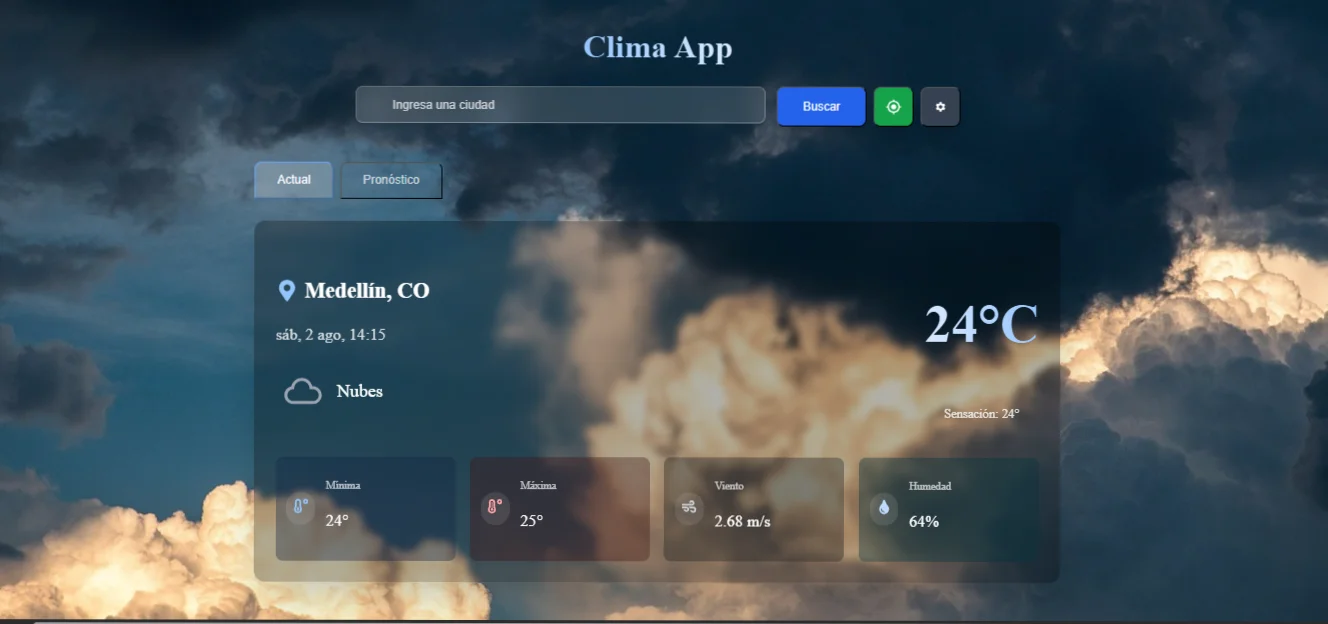 Clima App
Ingresa una ciudad
Buscar
Actual
Pronóstico
Medellín, CO
sáb, 2 ago, 14:15
24°C
Nubes
Sensación: 24°
Mínima
24°
Máxima
25°
Viento
2.68 m/s
Humedad
64%